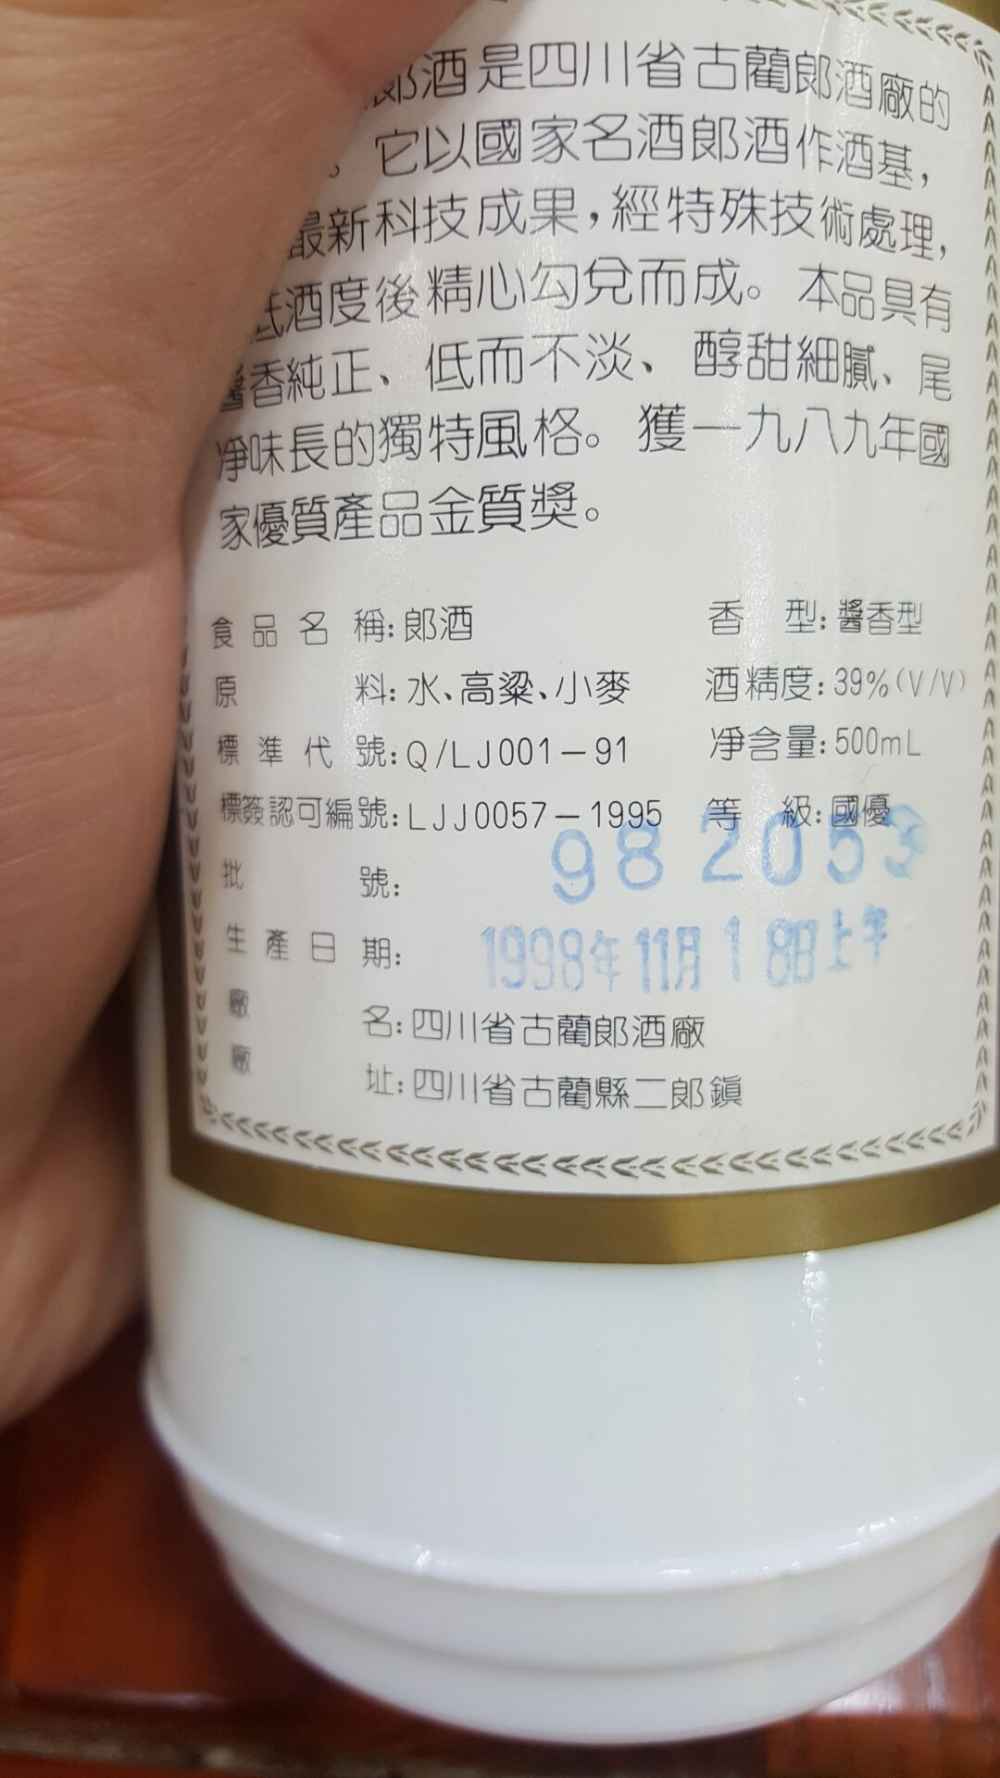 郎酒是四川省古藺郎酒廠的
。它以國家名酒郎酒作酒基，
最新科技成果，經特殊技術處理，
低酒度後精心勾兌而成。本品具有
醬香純正、低而不淡、醇甜細膩、尾
凈味長的獨特風格。獲一九八九年國
家優質產品金質獎。
食品名稱：郎酒 香型：醬香型
原料：水、高粱、小麥 酒精度：39%(V/V)
標準代號：Q/LJ001－91 凈含量：500mL
標簽認可編號：LJJ0057－1995 等級：國優
批號： 982053
生產日期： 1998年11月18日上半
廠名：四川省古藺郎酒廠
廠址：四川省古藺縣二郎鎮